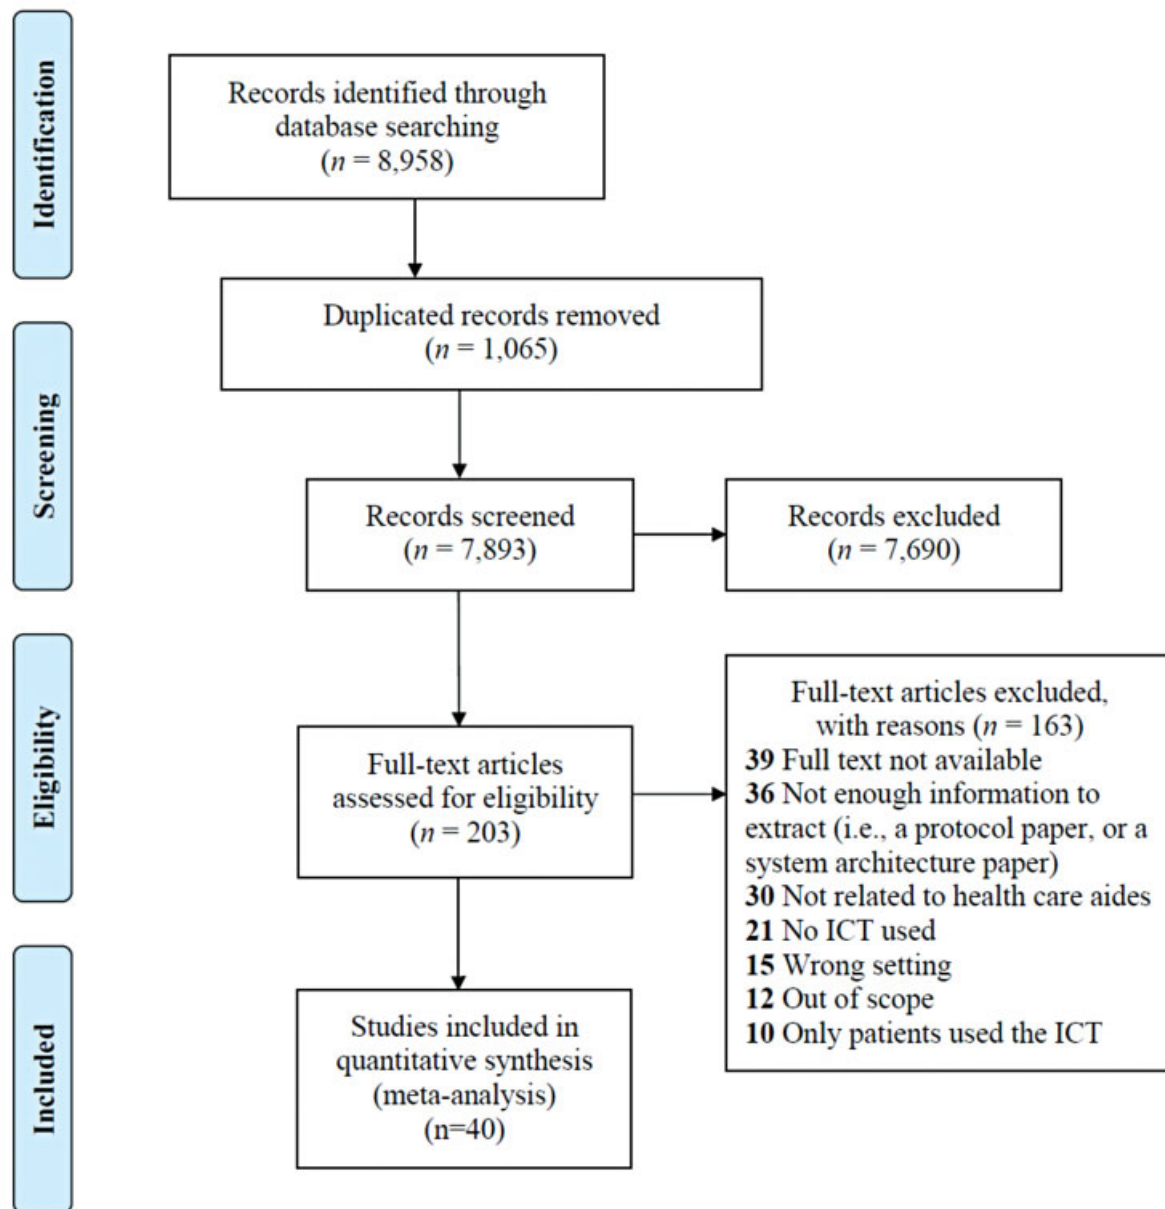 Identification
Records identified through
database searching
(n = 8,958)
Duplicated records removed
(n = 1,065)
Screening
Records screened
(n = 7,893)
Records excluded
(n = 7,690)
Eligibility
Full-text articles
assessed for eligibility
(n = 203)
Full-text articles excluded,
with reasons (n = 163)
39 Full text not available
36 Not enough information to
extract (i.e., a protocol paper, or a
system architecture paper)
30 Not related to health care aides
21 No ICT used
15 Wrong setting
12 Out of scope
10 Only patients used the ICT
Included
Studies included in
quantitative synthesis
(meta-analysis)
(n=40)